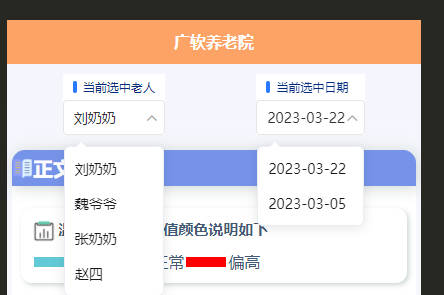 广软养老院
当前选中老人
当前选中日期
刘奶奶
2023-03-22
刘奶奶
2023-03-22
正文
魏爷爷
2023-03-05
值颜色说明如下
张奶奶
正常
偏高
赵四